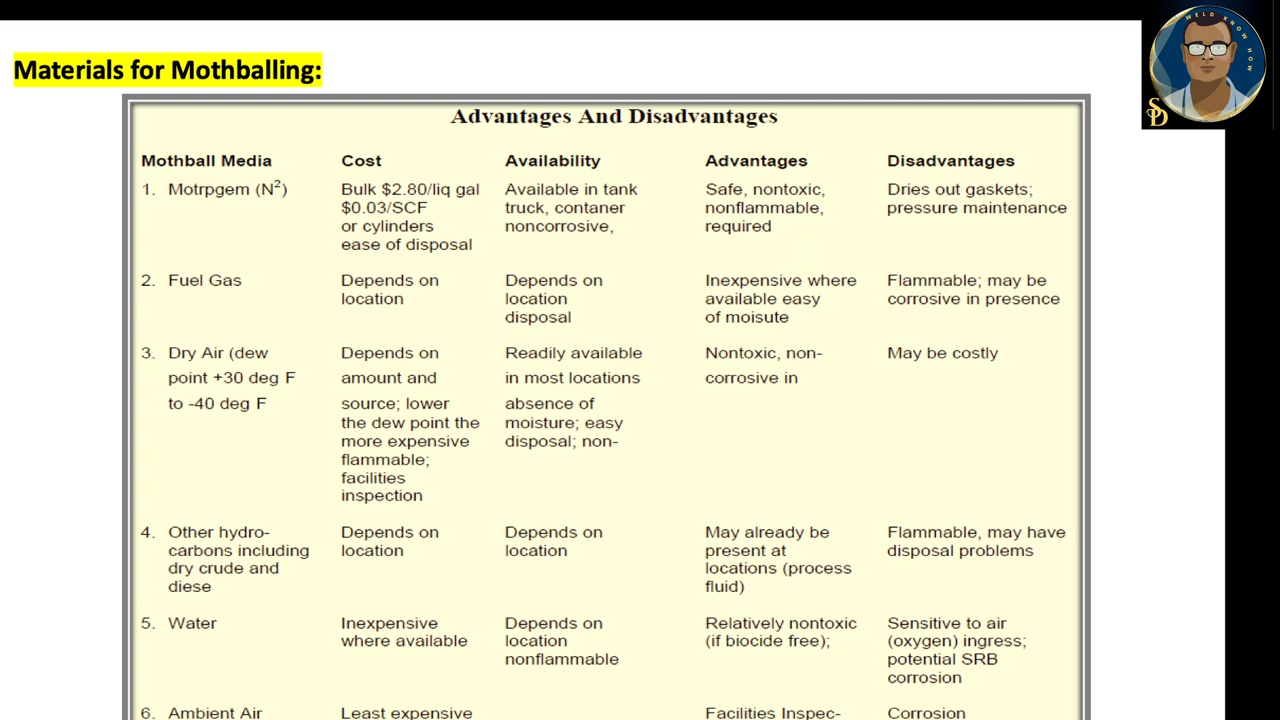 WELD KNOW HOW
SD
Materials for Mothballing:
Advantages And Disadvantages
Mothball Media Cost Availability Advantages Disadvantages
1. Motrpgem (N²) Bulk $2.80/liq gal Available in tank Safe, nontoxic, Dries out gaskets;
$0.03/SCF truck, contaner nonflammable, pressure maintenance
or cylinders noncorrosive, required
ease of disposal
2. Fuel Gas Depends on Depends on Inexpensive where Flammable; may be
location location available easy corrosive in presence
disposal of moisute
3. Dry Air (dew Depends on Readily available Nontoxic, non- May be costly
point +30 deg F amount and in most locations corrosive in
to -40 deg F source; lower absence of
the dew point the moisture; easy
more expensive disposal; non-
flammable;
facilities
inspection
4. Other hydro- Depends on Depends on May already be Flammable, may have
carbons including location location present at disposal problems
dry crude and locations (process
diese fluid)
5. Water Inexpensive Depends on Relatively nontoxic Sensitive to air
where available location (if biocide free); (oxygen) ingress;
nonflammable potential SRB
corrosion
6. Ambient Air Least expensive Facilities Inspec- Corrosion